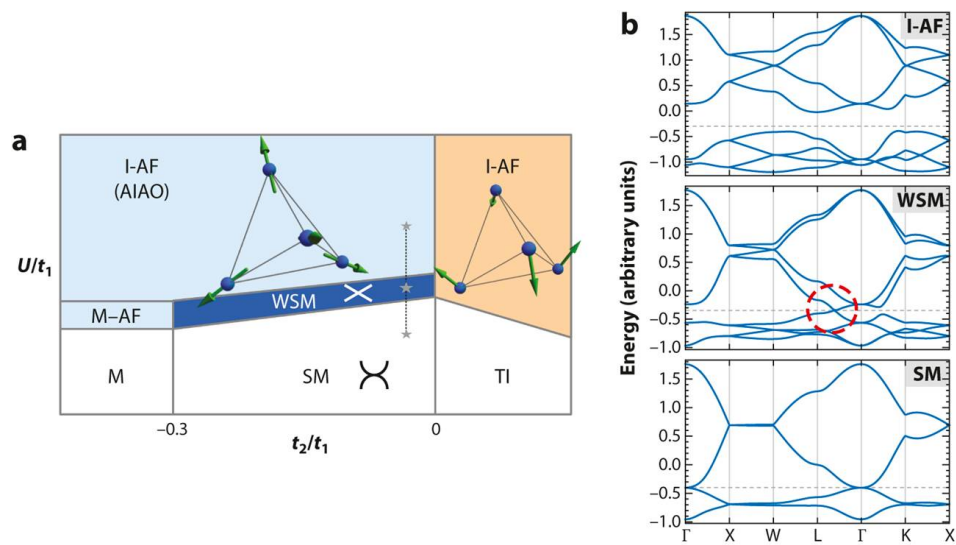 a
I-AF
(AIAO)
I-AF
U/t₁
WSM
M–AF
M
SM
TI
−0.3
0
t₂/t₁
b
Energy (arbitrary units)
I-AF
1.5
1.0
0.5
0.0
−0.5
−1.0
WSM
1.5
1.0
0.5
0.0
−0.5
−1.0
SM
1.5
1.0
0.5
0.0
−0.5
−1.0
Γ X W L Γ K X